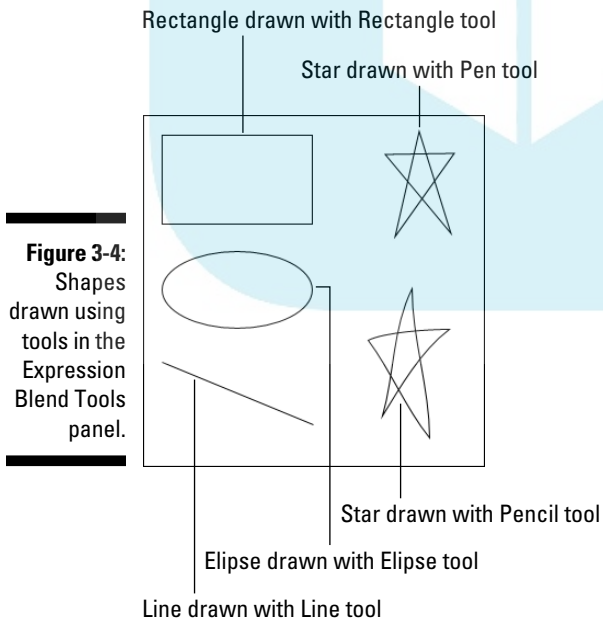 Rectangle drawn with Rectangle tool
Star drawn with Pen tool
Figure 3-4:
Shapes
drawn using
tools in the
Expression
Blend Tools
panel.
Star drawn with Pencil tool
Elipse drawn with Elipse tool
Line drawn with Line tool